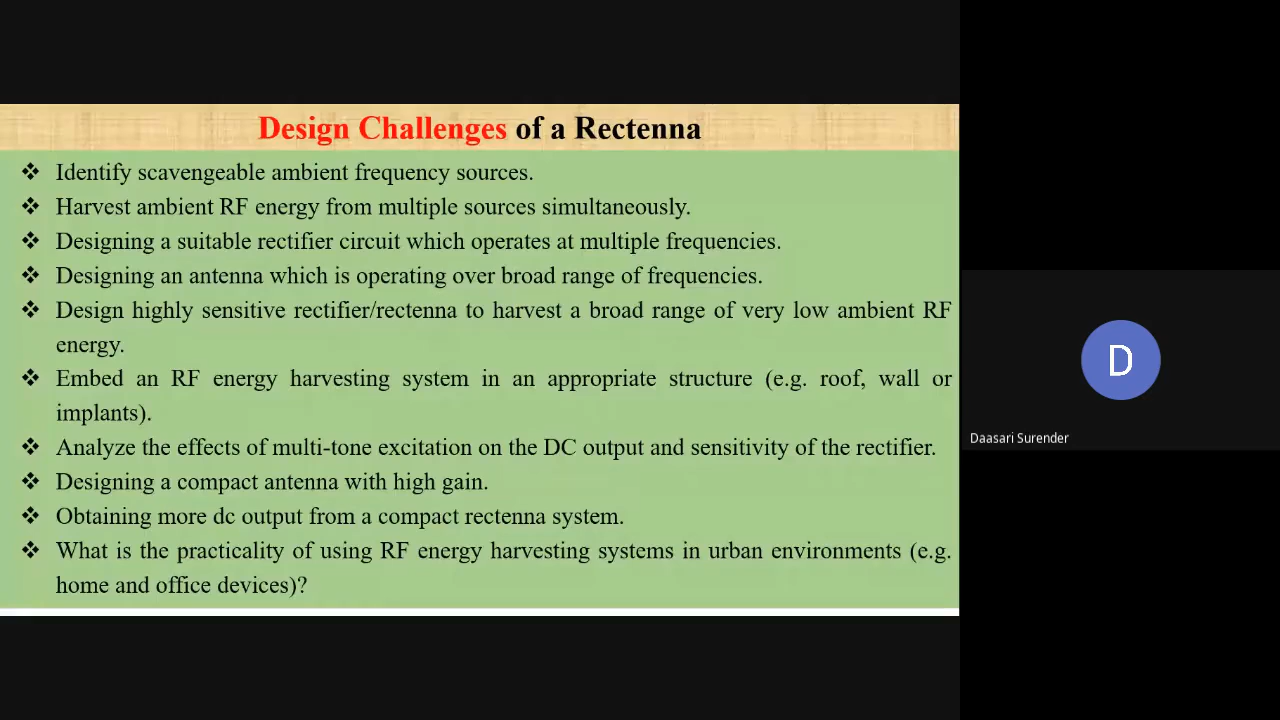 Design Challenges of a Rectenna
❖ Identify scavengeable ambient frequency sources.
❖ Harvest ambient RF energy from multiple sources simultaneously.
❖ Designing a suitable rectifier circuit which operates at multiple frequencies.
❖ Designing an antenna which is operating over broad range of frequencies.
❖ Design highly sensitive rectifier/rectenna to harvest a broad range of very low ambient RF
energy.
❖ Embed an RF energy harvesting system in an appropriate structure (e.g. roof, wall or
implants).
❖ Analyze the effects of multi-tone excitation on the DC output and sensitivity of the rectifier.
❖ Designing a compact antenna with high gain.
❖ Obtaining more dc output from a compact rectenna system.
❖ What is the practicality of using RF energy harvesting systems in urban environments (e.g.
home and office devices)?
D
Daasari Surender